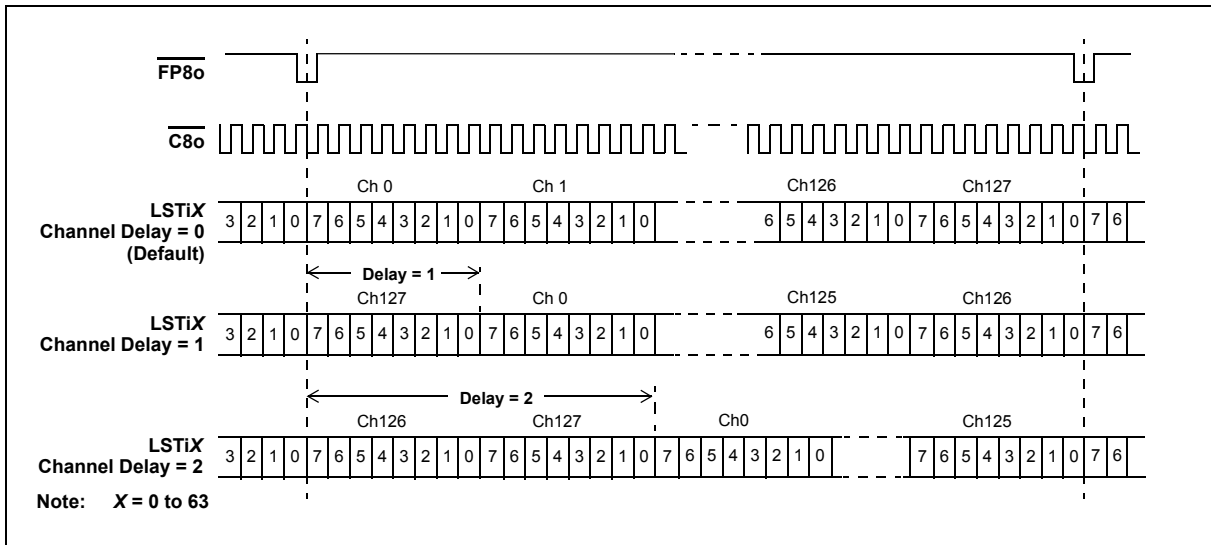 FP8o
C8o
Ch 0 Ch 1 Ch126 Ch127
LSTiX
Channel Delay = 0
(Default)
3 2 1 0 7 6 5 4 3 2 1 0 7 6 5 4 3 2 1 0 6 5 4 3 2 1 0 7 6 5 4 3 2 1 0 7 6
Delay = 1
Ch127 Ch 0 Ch125 Ch126
LSTiX
Channel Delay = 1
3 2 1 0 7 6 5 4 3 2 1 0 7 6 5 4 3 2 1 0 6 5 4 3 2 1 0 7 6 5 4 3 2 1 0 7 6
Delay = 2
Ch126 Ch127 Ch0 Ch125
LSTiX
Channel Delay = 2
3 2 1 0 7 6 5 4 3 2 1 0 7 6 5 4 3 2 1 0 7 6 5 4 3 2 1 0 7 6 5 4 3 2 1 0 7 6
Note: X = 0 to 63